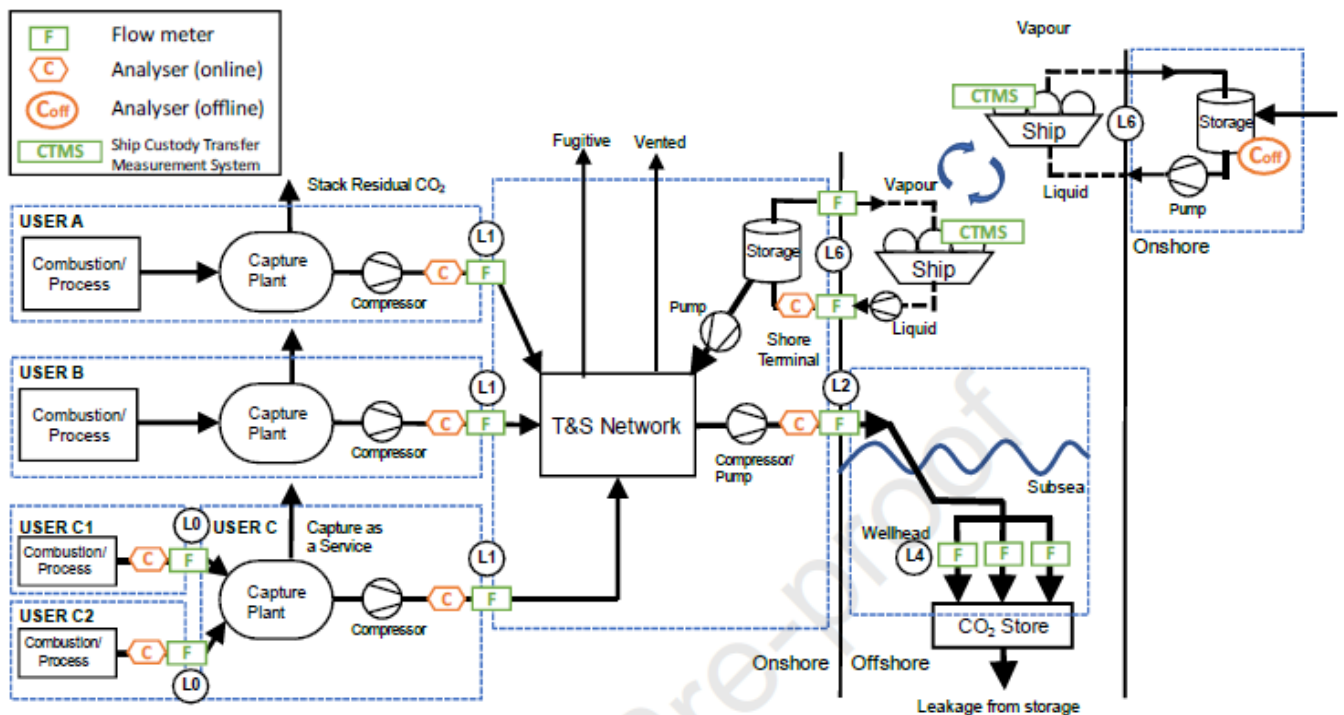 F Flow meter
C Analyser (online)
Coff Analyser (offline)
CTMS Ship Custody Transfer
Measurement System
Vapour
CTMS
Ship
L6
Storage
Coff
Liquid
Pump
Onshore
Fugitive
Vented
Stack Residual CO₂
USER A
Combustion/
Process
Capture
Plant
Compressor
C
L1
F
Storage
F
Vapour
CTMS
Ship
L6
Pump
C
F
Liquid
Shore
Terminal
USER B
Combustion/
Process
Capture
Plant
Compressor
C
L1
F
T&S Network
Compressor/
Pump
C
L2
F
Subsea
Wellhead
L4
F F F
CO₂ Store
Leakage from storage
USER C1
Combustion/
Process
C
L0
F
USER C
Capture as
a Service
Capture
Plant
Compressor
C
L1
F
USER C2
Combustion/
Process
C
F
L0
Onshore
Offshore
re-proof